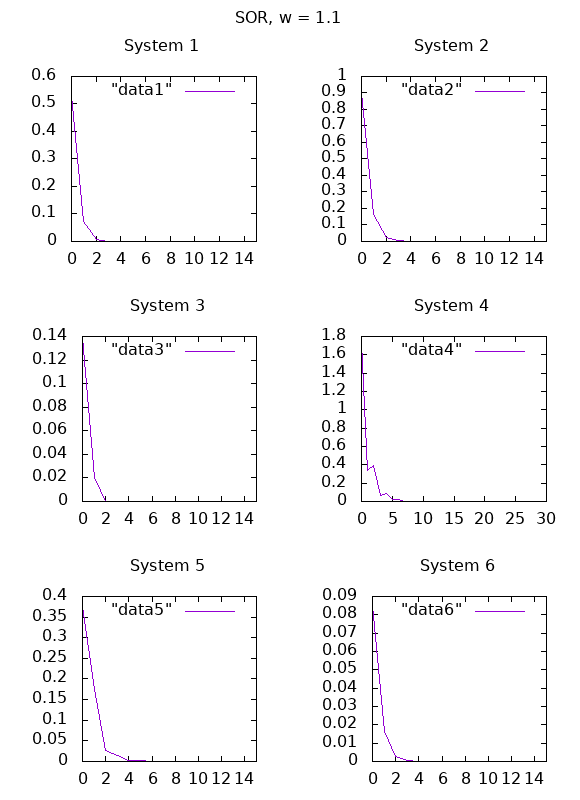 SOR, w = 1.1
System 1
0.6
0.5
0.4
0.3
0.2
0.1
0
"data1"
0 2 4 6 8 10 12 14
System 2
1
0.9
0.8
0.7
0.6
0.5
0.4
0.3
0.2
0.1
0
"data2"
0 2 4 6 8 10 12 14
System 3
0.14
0.12
0.1
0.08
0.06
0.04
0.02
0
"data3"
0 2 4 6 8 10 12 14
System 4
1.8
1.6
1.4
1.2
1
0.8
0.6
0.4
0.2
0
"data4"
0 5 10 15 20 25 30
System 5
0.4
0.35
0.3
0.25
0.2
0.15
0.1
0.05
0
"data5"
0 2 4 6 8 10 12 14
System 6
0.09
0.08
0.07
0.06
0.05
0.04
0.03
0.02
0.01
0
"data6"
0 2 4 6 8 10 12 14